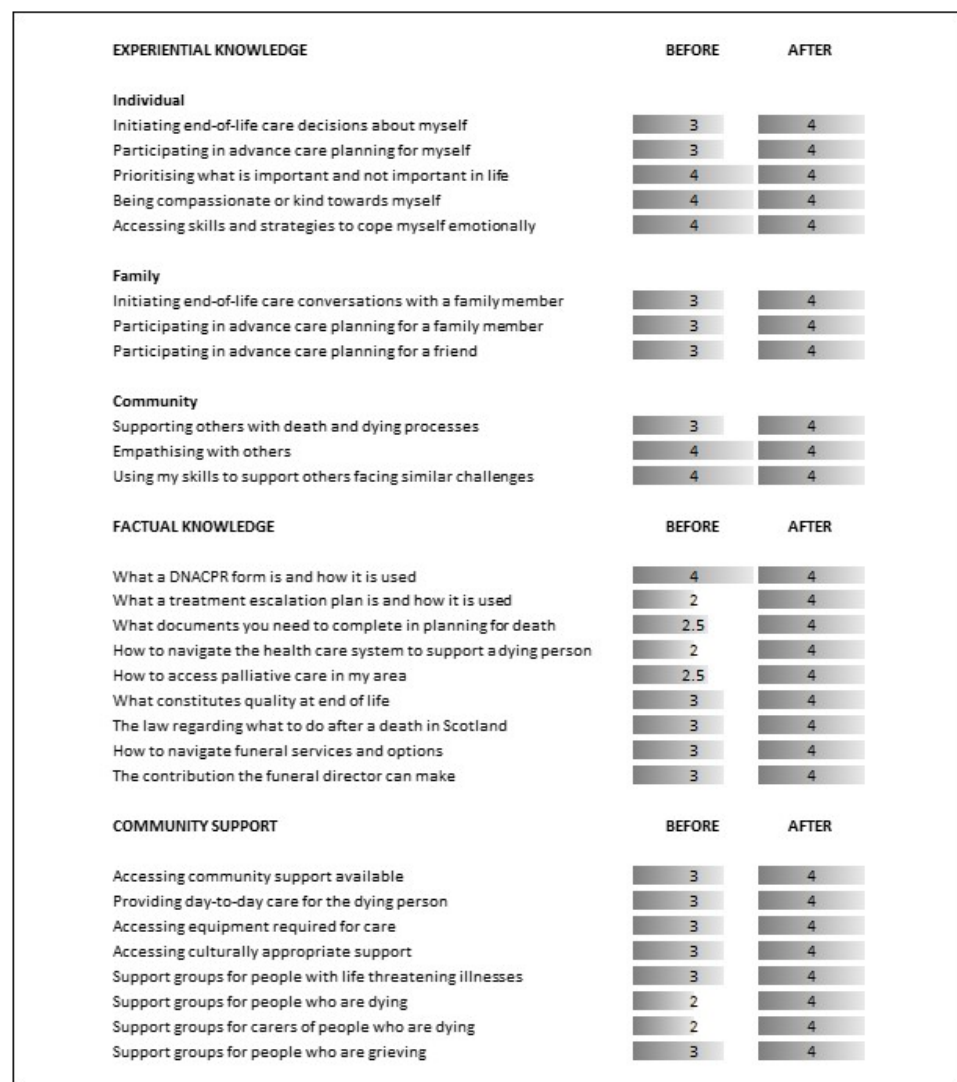 EXPERIENTIAL KNOWLEDGE BEFORE AFTER
Individual
Initiating end-of-life care decisions about myself 3 4
Participating in advance care planning for myself 3 4
Prioritising what is important and not important in life 4 4
Being compassionate or kind towards myself 4 4
Accessing skills and strategies to cope myself emotionally 4 4
Family
Initiating end-of-life care conversations with a family member 3 4
Participating in advance care planning for a family member 3 4
Participating in advance care planning for a friend 3 4
Community
Supporting others with death and dying processes 3 4
Empathising with others 4 4
Using my skills to support others facing similar challenges 4 4
FACTUAL KNOWLEDGE BEFORE AFTER
What a DNACPR form is and how it is used 4 4
What a treatment escalation plan is and how it is used 2 4
What documents you need to complete in planning for death 2.5 4
How to navigate the health care system to support a dying person 2 4
How to access palliative care in my area 2.5 4
What constitutes quality at end of life 3 4
The law regarding what to do after a death in Scotland 3 4
How to navigate funeral services and options 3 4
The contribution the funeral director can make 3 4
COMMUNITY SUPPORT BEFORE AFTER
Accessing community support available 3 4
Providing day-to-day care for the dying person 3 4
Accessing equipment required for care 3 4
Accessing culturally appropriate support 3 4
Support groups for people with life threatening illnesses 3 4
Support groups for people who are dying 2 4
Support groups for carers of people who are dying 2 4
Support groups for people who are grieving 3 4